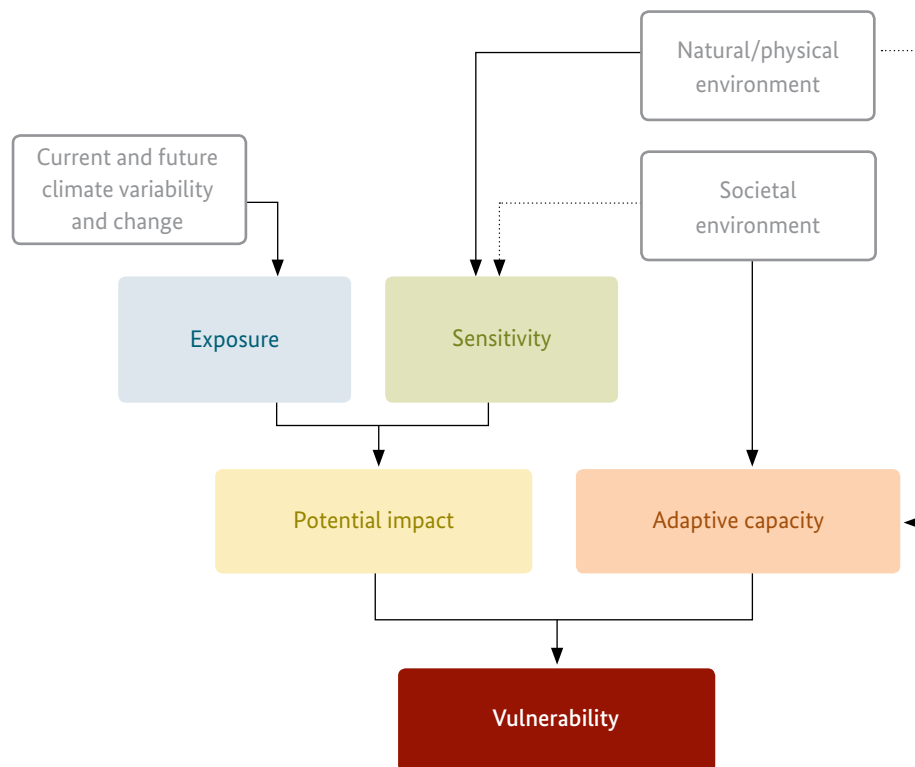 Natural/physical
environment
Current and future
climate variability
and change
Societal
environment
Exposure
Sensitivity
Potential impact
Adaptive capacity
Vulnerability